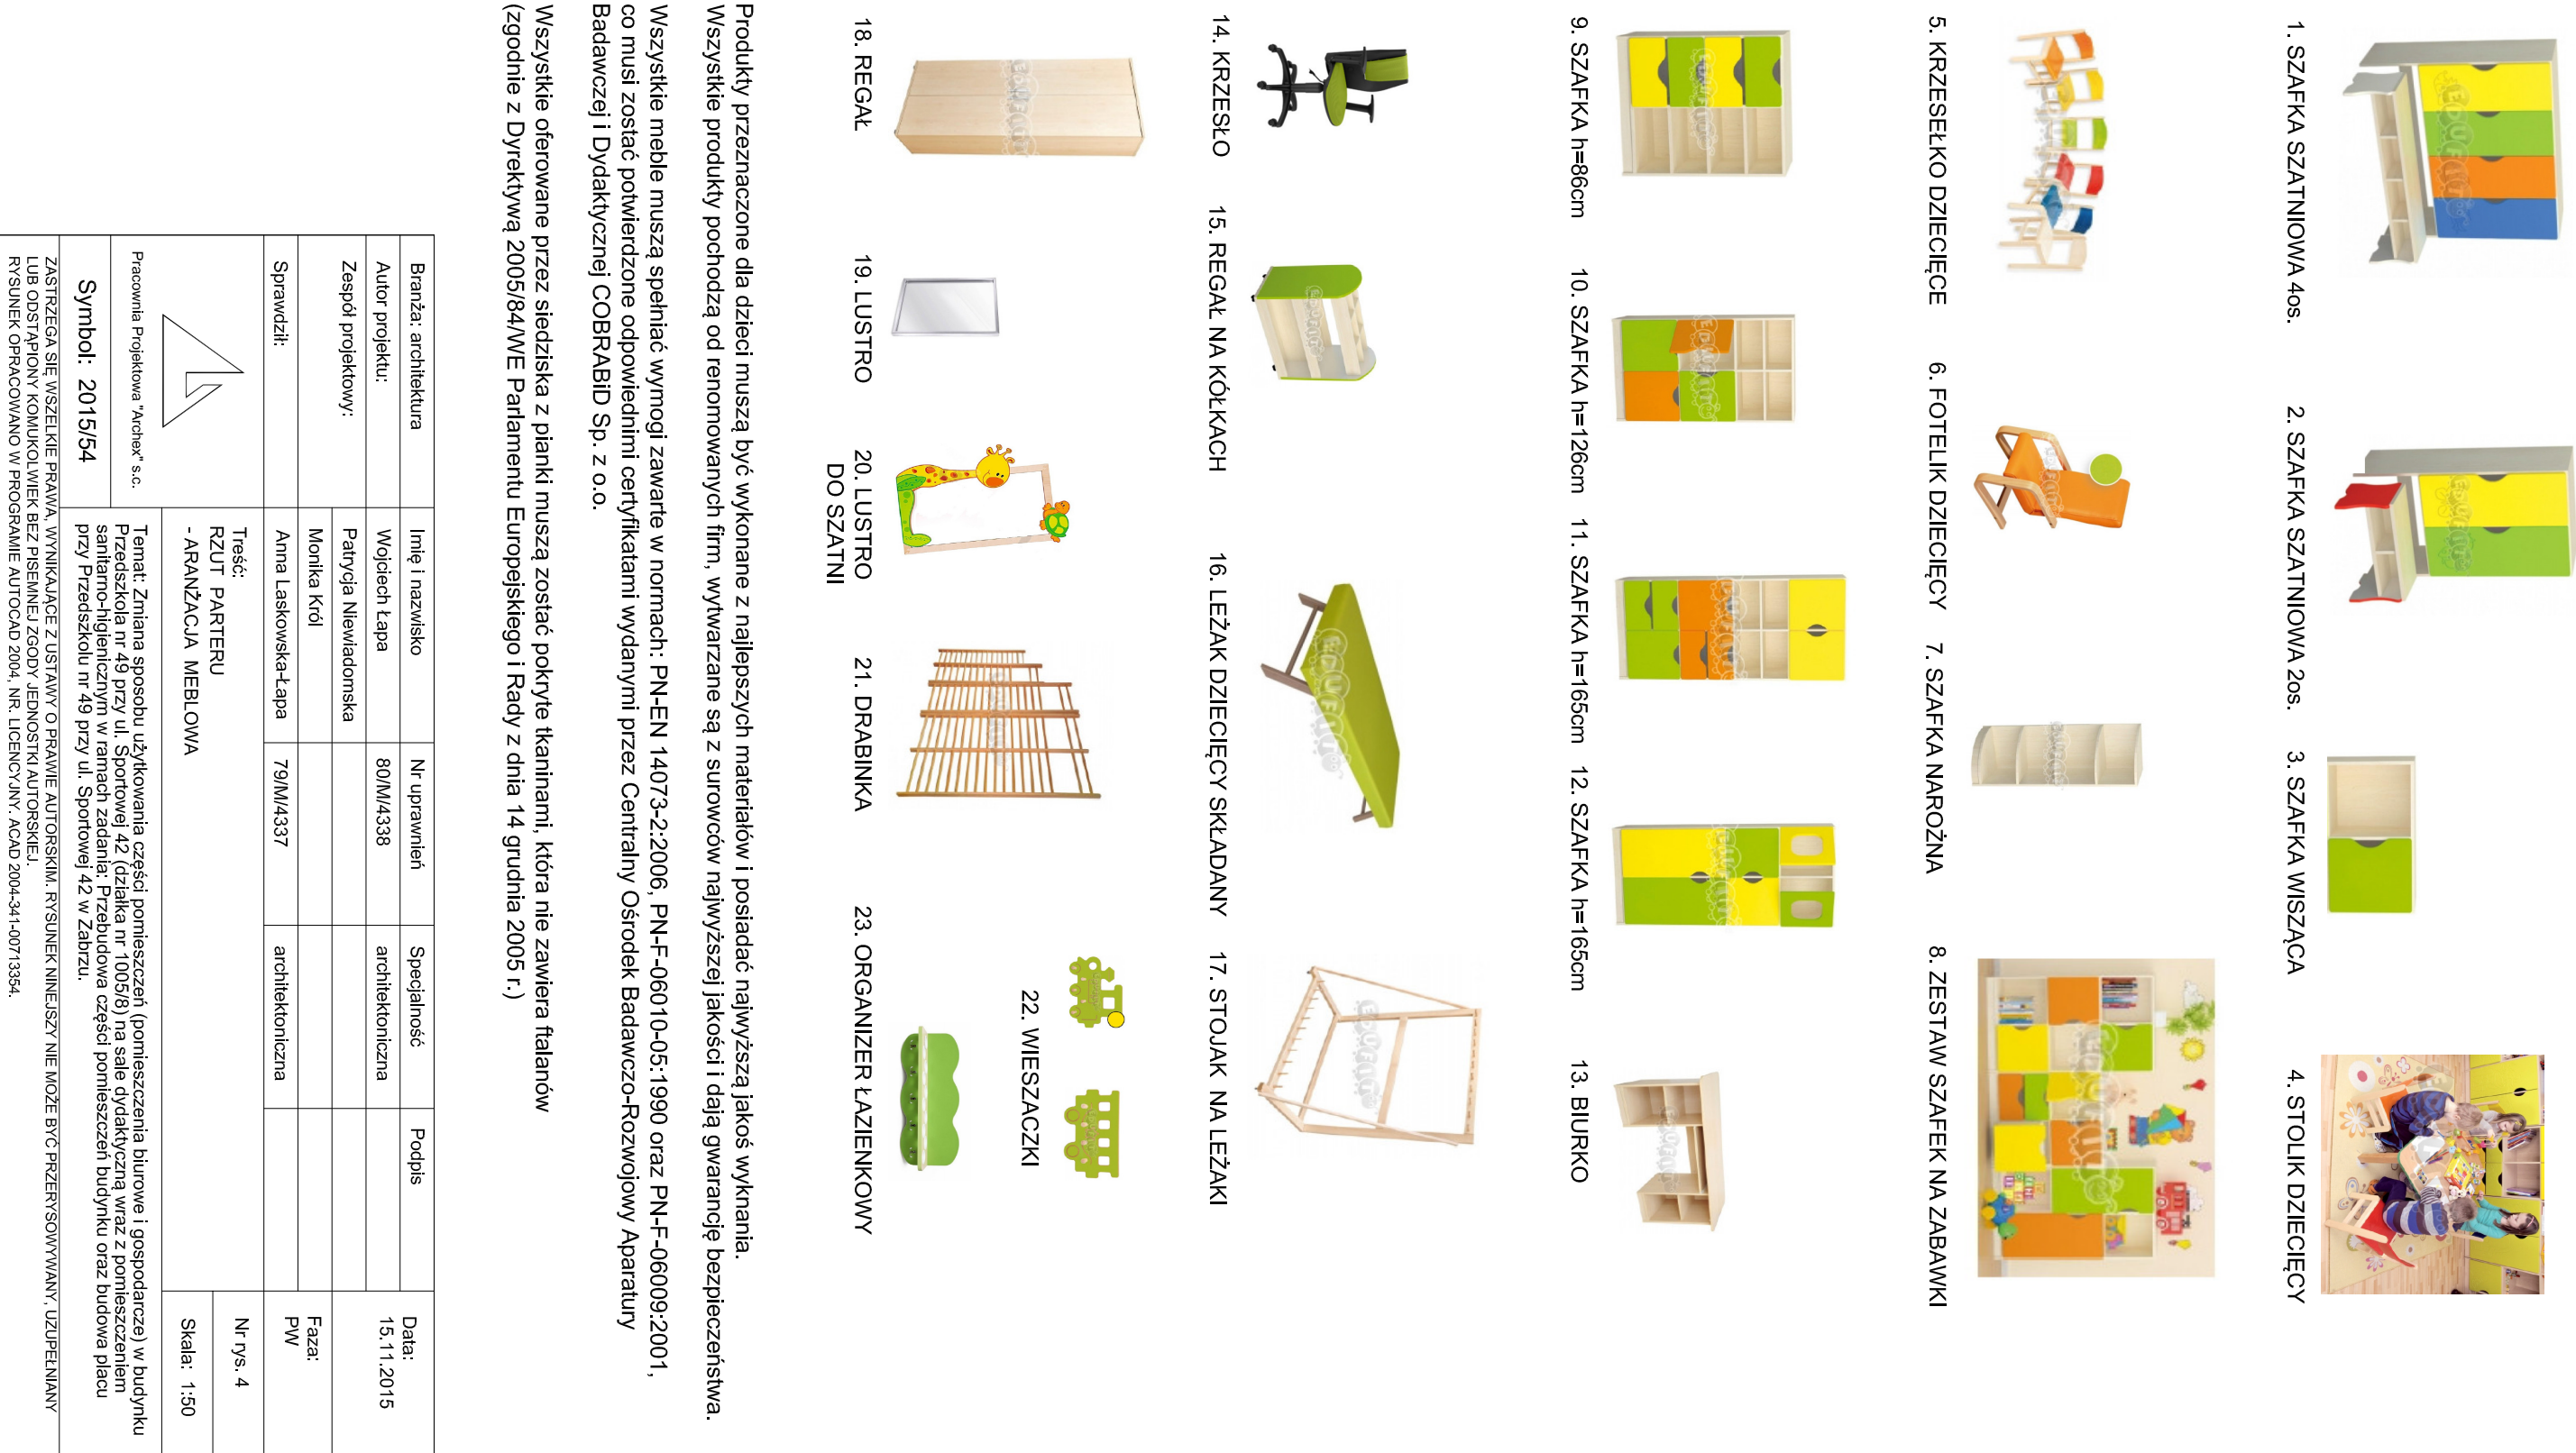 1. SZAFKA SZATNIOWA 4os.
2. SZAFKA SZATNIOWA 2os.
3. SZAFKA WISZĄCA
4. STOLIK DZIECIĘCY
5. KRZESEŁKO DZIECIĘCE
6. FOTELIK DZIECIĘCY
7. SZAFKA NAROŻNA
8. ZESTAW SZAFEK NA ZABAWKI
9. SZAFKA h=86cm
10. SZAFKA h=126cm
11. SZAFKA h=165cm
12. SZAFKA h=165cm
13. BIURKO
14. KRZESŁO
15. REGAŁ NA KÓŁKACH
16. LEŻAK DZIECIĘCY SKŁADANY
17. STOJAK NA LEŻAKI
18. REGAŁ
19. LUSTRO
20. LUSTRO
DO SZATNI
21. DRABINKA
22. WIESZACZKI
23. ORGANIZER ŁAZIENKOWY
Produkty przeznaczone dla dzieci muszą być wykonane z najlepszych materiałów i posiadać najwyższą jakoś wyknania.
Wszystkie produkty pochodzą od renomowanych firm, wytwarzane są z surowców najwyższej jakości i dają gwarancję bezpieczeństwa.
Wszystkie meble muszą spełniać wymogi zawarte w normach: PN-EN 14073-2:2006, PN-F-06010-05:1990 oraz PN-F-06009:2001,
co musi zostać potwierdzone odpowiednimi certyfikatami wydanymi przez Centralny Ośrodek Badawczo-Rozwojowy Aparatury
Badawczej i Dydaktycznej COBRABiD Sp. z o.o.
Wszystkie oferowane przez siedziska z pianki muszą zostać pokryte tkaninami, która nie zawiera ftalanów
(zgodnie z Dyrektywą 2005/84/WE Parlamentu Europejskiego i Rady z dnia 14 grudnia 2005 r.)
Branża: architektura
Imię i nazwisko
Nr uprawnień
Specjalność
Podpis
Data:
15.11.2015
Autor projektu:
Wojciech Łapa
80/M/4338
architektoniczna
Zespół projektowy:
Patrycja Niewiadomska
Monika Król
Faza:
PW
Sprawdził:
Anna Laskowska-Łapa
79/M/4337
architektoniczna
Pracownia Projektowa "Archex" s.c.
Treść:
RZUT PARTERU
- ARANŻACJA MEBLOWA
Nr rys. 4
Skala: 1:50
Symbol: 2015/54
Temat: Zmiana sposobu użytkowania części pomieszczeń (pomieszczenia biurowe i gospodarcze) w budynku
Przedszkola nr 49 przy ul. Sportowej 42 (działka nr 1005/8) na sale dydaktyczną wraz z pomieszczeniem
sanitarno-higienicznym w ramach zadania: Przebudowa części pomieszczeń budynku oraz budowa placu
przy Przedszkolu nr 49 przy ul. Sportowej 42 w Zabrzu.
ZASTRZEGA SIĘ WSZELKIE PRAWA, WYNIKAJĄCE Z USTAWY O PRAWIE AUTORSKIM. RYSUNEK NINIEJSZY NIE MOŻE BYĆ PRZERYSOWYWANY, UZUPEŁNIANY
LUB ODSTĄPIONY KOMUKOLWIEK BEZ PISEMNEJ ZGODY JEDNOSTKI AUTORSKIEJ.
RYSUNEK OPRACOWANO W PROGRAMIE AUTOCAD 2004, NR. LICENCYJNY. ACAD 2004-341-00713354.